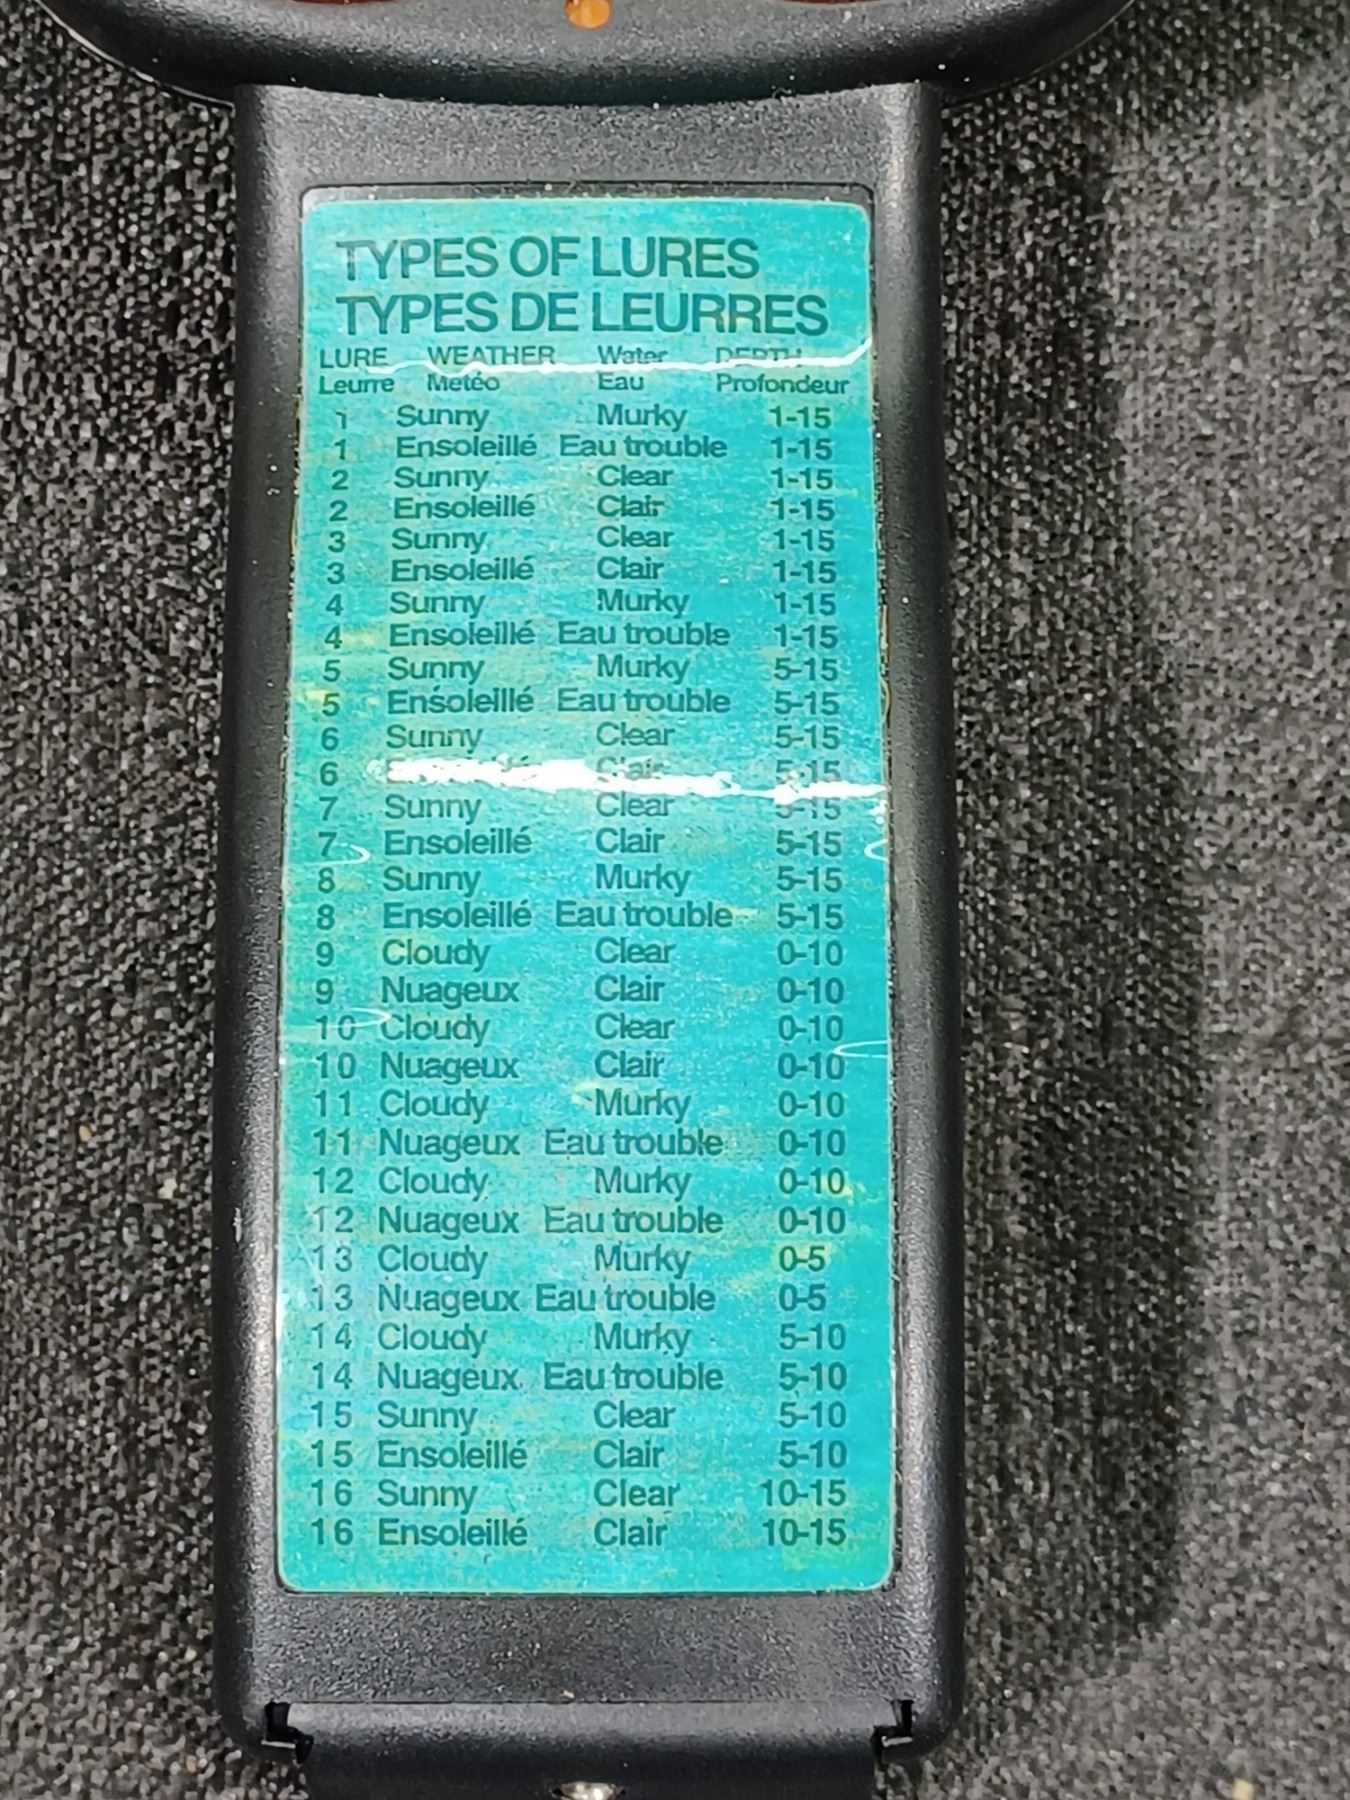 TYPES OF LURES
TYPES DE LEURRES
LURE WEATHER Water DEPTH
Leurre Metéo Eau Profondeur
1 Sunny Murky 1-15
1 Ensoleillé Eau trouble 1-15
2 Sunny Clear 1-15
2 Ensoleillé Clair 1-15
3 Sunny Clear 1-15
3 Ensoleillé Clair 1-15
4 Sunny Murky 1-15
4 Ensoleillé Eau trouble 1-15
5 Sunny Murky 5-15
5 Ensoleillé Eau trouble 5-15
6 Sunny Clear 5-15
6 Clair 5-15
7 Sunny Clear 5-15
7 Ensoleillé Clair 5-15
8 Sunny Murky 5-15
8 Ensoleillé Eau trouble 5-15
9 Cloudy Clear 0-10
9 Nuageux Clair 0-10
10 Cloudy Clear 0-10
10 Nuageux Clair 0-10
11 Cloudy Murky 0-10
11 Nuageux Eau trouble 0-10
12 Cloudy Murky 0-10
12 Nuageux Eau trouble 0-10
13 Cloudy Murky 0-5
13 Nuageux Eau trouble 0-5
14 Cloudy Murky 5-10
14 Nuageux Eau trouble 5-10
15 Sunny Clear 5-10
15 Ensoleillé Clair 5-10
16 Sunny Clear 10-15
16 Ensoleillé Clair 10-15